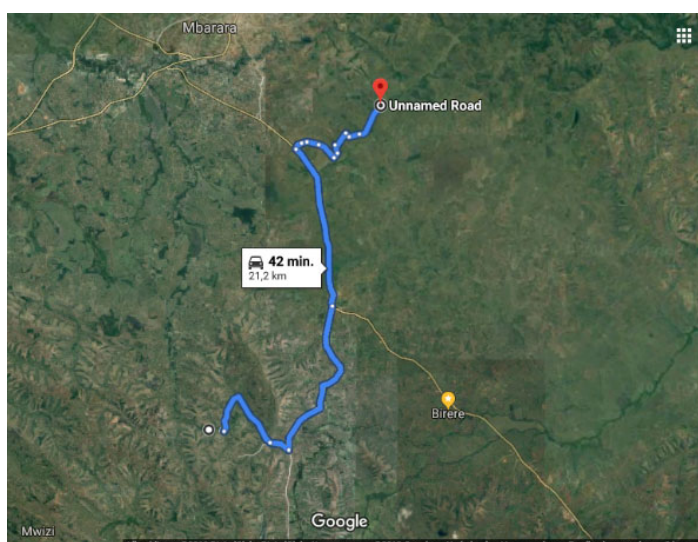 Mbarara
Unnamed Road
42 min.
21,2 km
Birere
Google
Mwizi